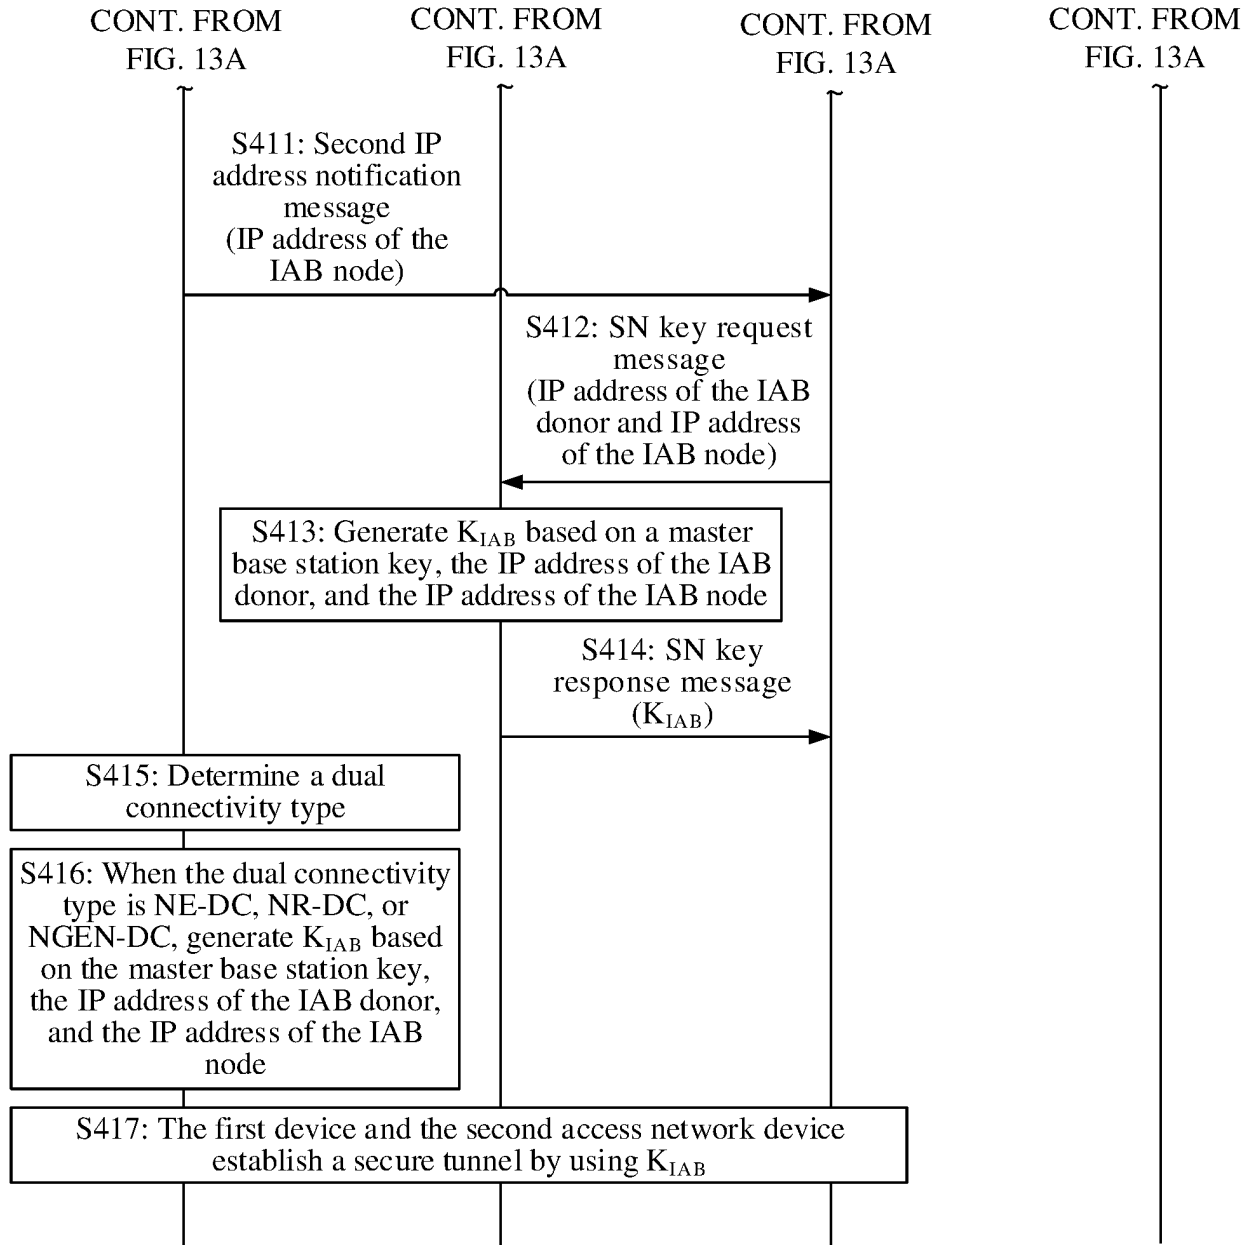 CONT. FROM
FIG. 13A
CONT. FROM
FIG. 13A
CONT. FROM
FIG. 13A
CONT. FROM
FIG. 13A
S411: Second IP
address notification
message
(IP address of the
IAB node)
S412: SN key request
message
(IP address of the IAB
donor and IP address
of the IAB node)
S413: Generate KIAB based on a master
base station key, the IP address of the IAB
donor, and the IP address of the IAB node
S414: SN key
response message
(KIAB)
S415: Determine a dual
connectivity type
S416: When the dual connectivity
type is NE-DC, NR-DC, or
NGEN-DC, generate KIAB based
on the master base station key,
the IP address of the IAB donor,
and the IP address of the IAB
node
S417: The first device and the second access network device
establish a secure tunnel by using KIAB